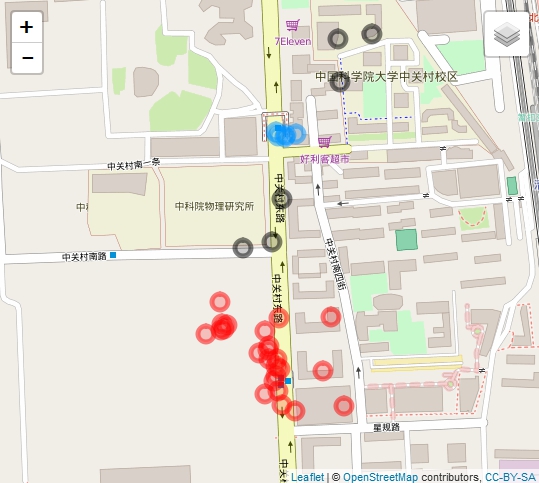 +
−
7Eleven
中国科学院大学中关村校区
好利客超市
中关村南一条
中关村东路
中科院物理研究所
中关村南路
中关村南四街
中关村东路
星规路
Leaflet | © OpenStreetMap contributors, CC-BY-SA